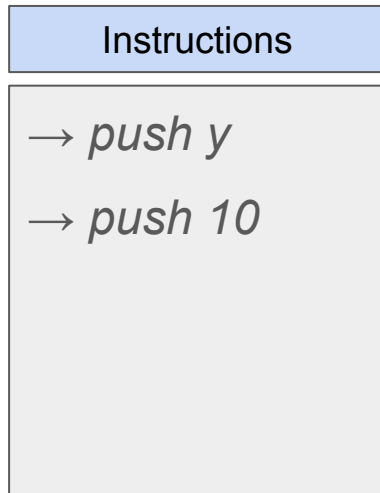 Instructions
→ push y
→ push 10